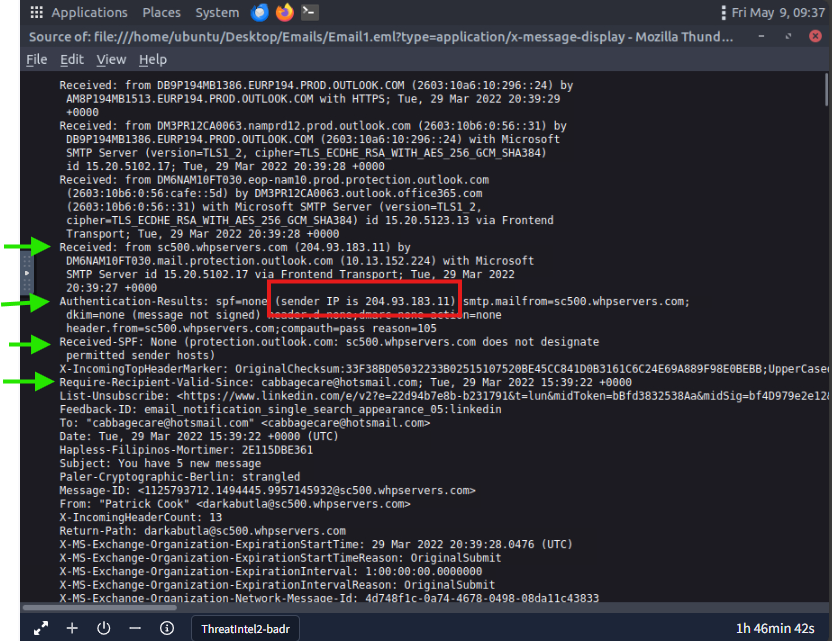 Applications Places System Fri May 9, 09:37
Source of: file:///home/ubuntu/Desktop/Emails/Email1.eml?type=application/x-message-display - Mozilla Thund...
File Edit View Help
Received: from DB9P194MB1386.EURP194.PROD.OUTLOOK.COM (2603:10a6:10:296::24) by
AM8P194MB1513.EURP194.PROD.OUTLOOK.COM with HTTPS; Tue, 29 Mar 2022 20:39:29
+0000
Received: from DM3PR12CA0063.namprd12.prod.outlook.com (2603:10b6:0:56::31) by
DB9P194MB1386.EURP194.PROD.OUTLOOK.COM (2603:10a6:10:296::24) with Microsoft
SMTP Server (version=TLS1_2, cipher=TLS_ECDHE_RSA_WITH_AES_256_GCM_SHA384)
id 15.20.5102.17; Tue, 29 Mar 2022 20:39:28 +0000
Received: from DM6NAM10FT030.eop-nam10.prod.protection.outlook.com
(2603:10b6:0:56:cafe::5d) by DM3PR12CA0063.outlook.office365.com
(2603:10b6:0:56::31) with Microsoft SMTP Server (version=TLS1_2,
cipher=TLS_ECDHE_RSA_WITH_AES_256_GCM_SHA384) id 15.20.5123.13 via Frontend
Transport; Tue, 29 Mar 2022 20:39:28 +0000
Received: from sc500.whpservers.com (204.93.183.11) by
DM6NAM10FT030.mail.protection.outlook.com (10.13.152.224) with Microsoft
SMTP Server id 15.20.5102.17 via Frontend Transport; Tue, 29 Mar 2022
20:39:27 +0000
Authentication-Results: spf=none (sender IP is 204.93.183.11) smtp.mailfrom=sc500.whpservers.com;
dkim=none (message not signed) header.d=none;dmarc=none action=none
header.from=sc500.whpservers.com;compauth=pass reason=105
Received-SPF: None (protection.outlook.com: sc500.whpservers.com does not designate
permitted sender hosts)
X-IncomingTopHeaderMarker: OriginalChecksum:33F38BD05032233B02515107520BE45CC841D0B3161C6C24E69A889F98E0BEBB;UpperCased
Require-Recipient-Valid-Since: cabbagecare@hotsmail.com; Tue, 29 Mar 2022 15:39:22 +0000
List-Unsubscribe: <https://www.linkedin.com/e/v2?e=22d94b7e8b-b231791&t=lun&midToken=bBfd3832538Aa&midSig=bf4D979e2e12&
Feedback-ID: email_notification_single_search_appearance_05:linkedin
To: "cabbagecare@hotsmail.com" <cabbagecare@hotsmail.com>
Date: Tue, 29 Mar 2022 15:39:22 +0000 (UTC)
Hapless-Filipinos-Mortimer: 2E115DBE361
Subject: You have 5 new message
Paler-Cryptographic-Berlin: strangled
Message-ID: <1125793712.1494445.9957145932@sc500.whpservers.com>
From: "Patrick Cook" <darkabutla@sc500.whpservers.com>
X-IncomingHeaderCount: 13
Return-Path: darkabutla@sc500.whpservers.com
X-MS-Exchange-Organization-ExpirationStartTime: 29 Mar 2022 20:39:28.0476 (UTC)
X-MS-Exchange-Organization-ExpirationStartTimeReason: OriginalSubmit
X-MS-Exchange-Organization-ExpirationInterval: 1:00:00:00.0000000
X-MS-Exchange-Organization-ExpirationIntervalReason: OriginalSubmit
X-MS-Exchange-Organization-Network-Message-Id: 4d748f1c-0a74-4678-0498-08da11c43833
ThreatIntel2-badr 1h 46min 42s